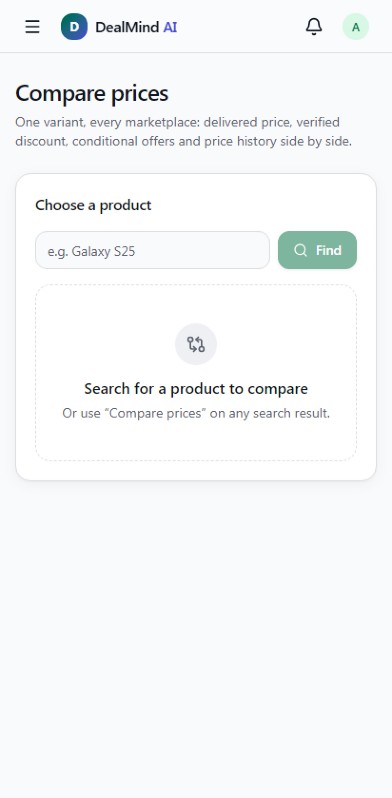 D DealMind AI A
Compare prices
One variant, every marketplace: delivered price, verified
discount, conditional offers and price history side by side.
Choose a product
e.g. Galaxy S25
Find
Search for a product to compare
Or use “Compare prices” on any search result.